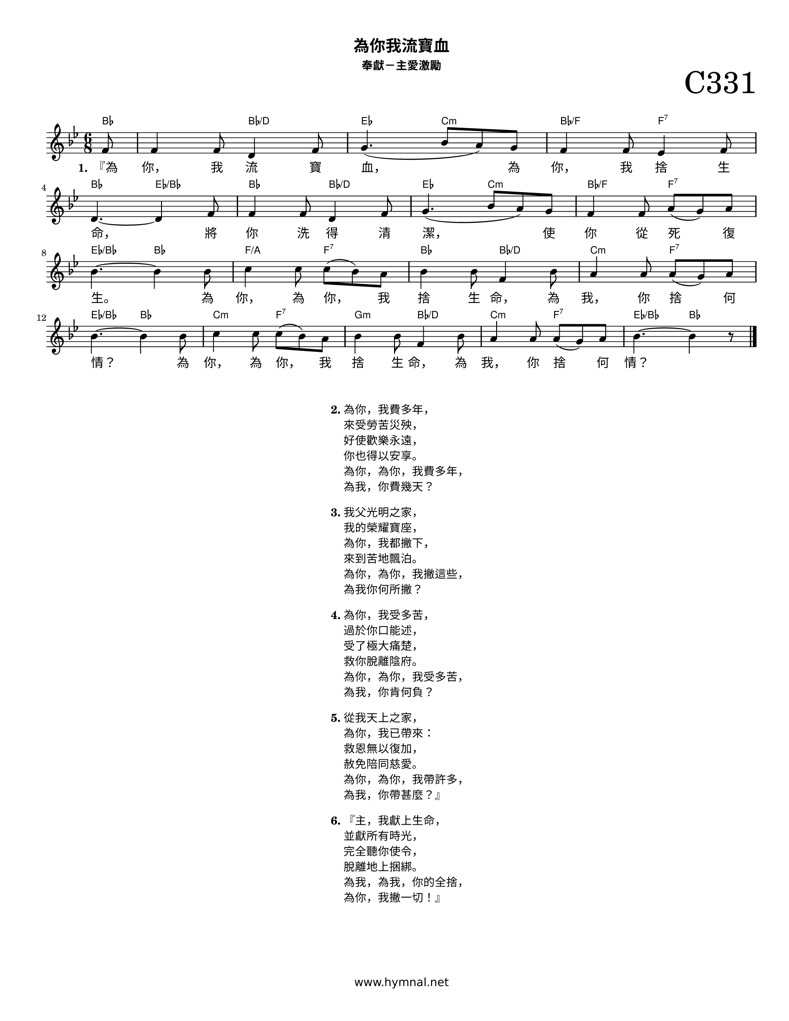 為你我流寶血
奉獻－主愛激勵
C331
B♭ B♭/D E♭ Cm B♭/F F7
1. 『為 你， 我 流 寶 血， 為 你， 我 捨 生
4 B♭ E♭/B♭ B♭ B♭/D E♭ Cm B♭/F F7
命， 將 你 洗 得 清 潔， 使 你 從 死 復
8 E♭/B♭ B♭ F/A F7 B♭ B♭/D Cm F7
生。 為 你， 為 你， 我 捨 生 命， 為 我， 你 捨 何
12 E♭/B♭ B♭ Cm F7 Gm B♭/D Cm F7 E♭/B♭ B♭
情？ 為 你， 為 你， 我 捨 生 命， 為 我， 你 捨 何 情？
2. 為你，我費多年，
來受勞苦災殃，
好使歡樂永遠，
你也得以安享。
為你，為你，我費多年，
為我，你費幾天？
3. 我父光明之家，
我的榮耀寶座，
為你，我都撇下，
來到苦地飄泊。
為你，為你，我撇這些，
為我你何所撇？
4. 為你，我受多苦，
過於你口能述，
受了極大痛楚，
救你脫離陰府。
為你，為你，我受多苦，
為我，你肯何負？
5. 從我天上之家，
為你，我已帶來：
救恩無以復加，
赦免陪同慈愛。
為你，為你，我帶許多，
為我，你帶甚麼？』
6. 『主，我獻上生命，
並獻所有時光，
完全聽你使令，
脫離地上捆綁。
為我，為我，你的全捨，
為你，我撇一切！』
www.hymnal.net